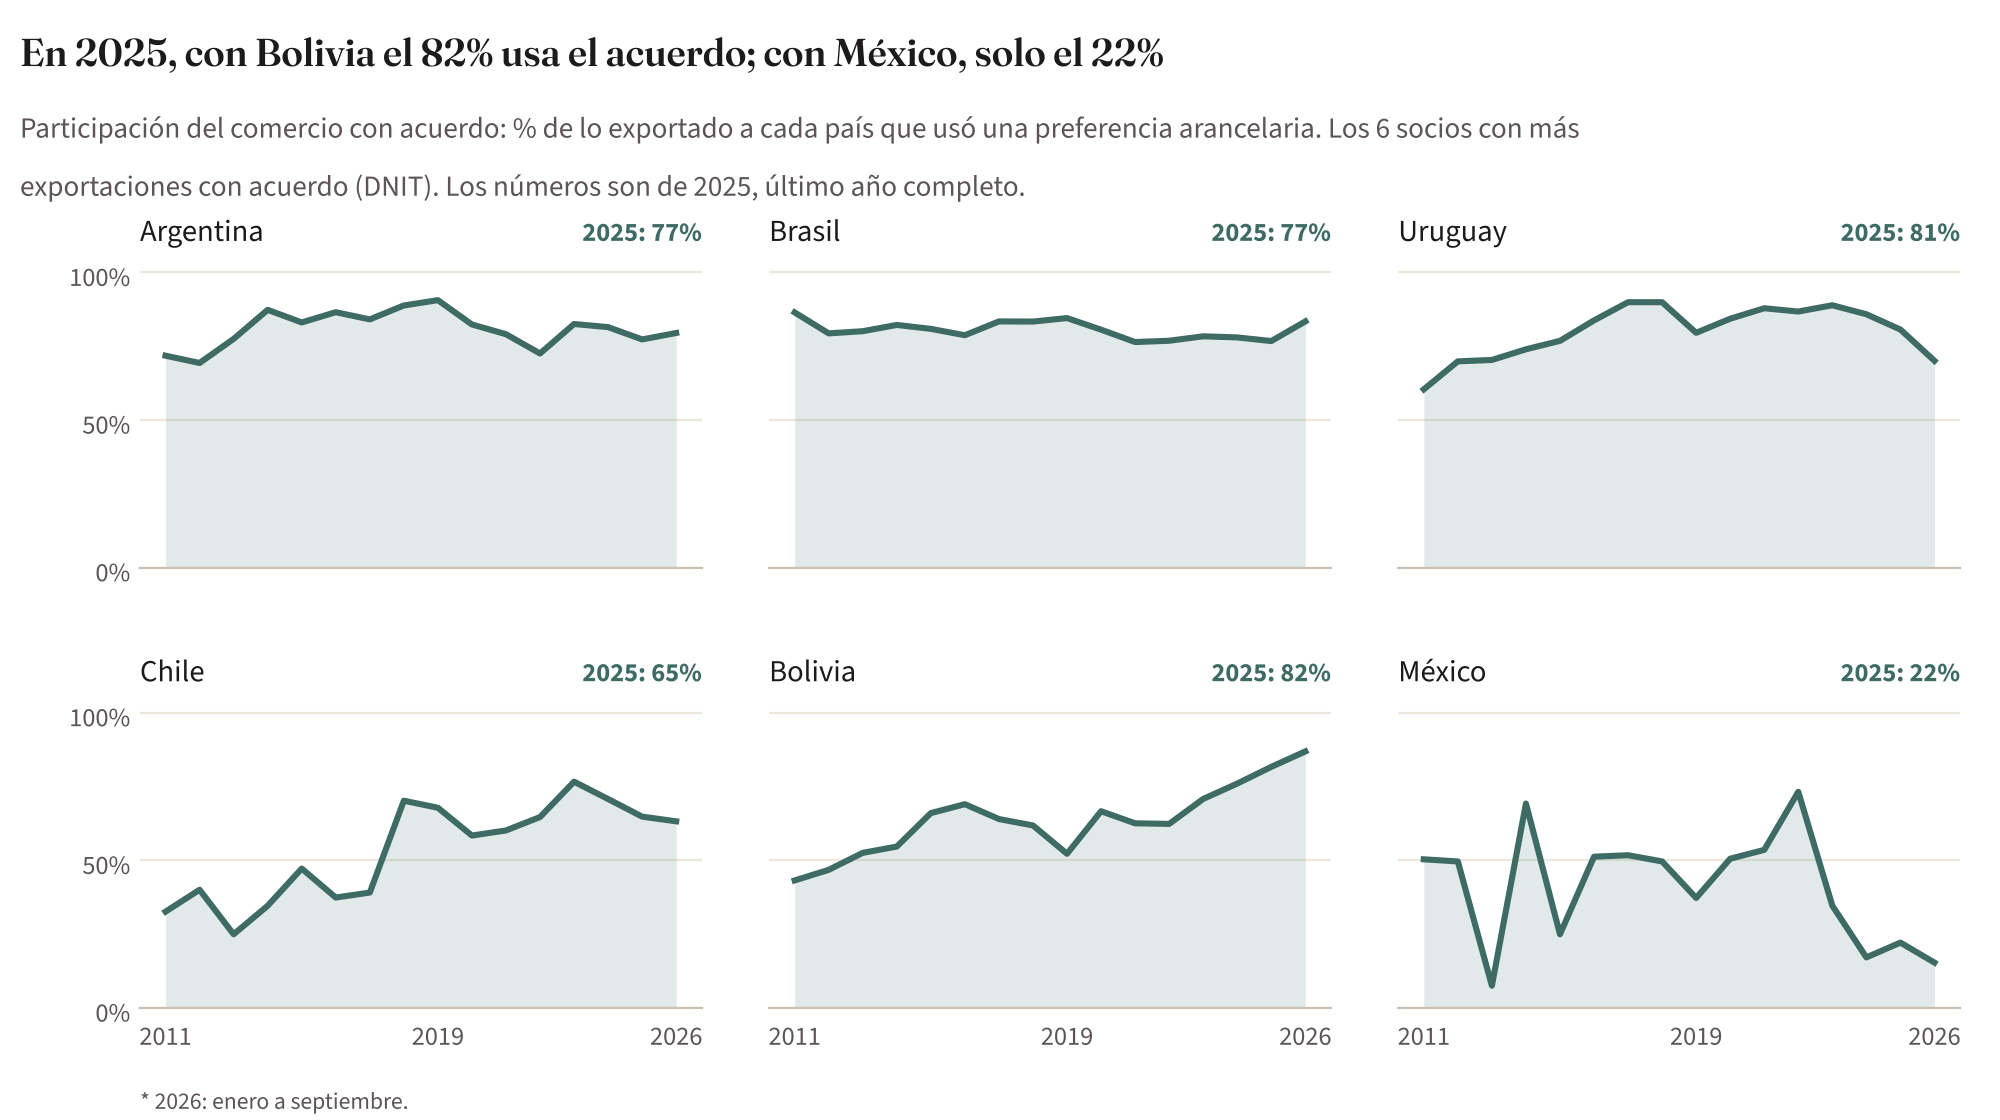 En 2025, con Bolivia el 82% usa el acuerdo; con México, solo el 22%
Participación del comercio con acuerdo: % de lo exportado a cada país que usó una preferencia arancelaria. Los 6 socios con más
exportaciones con acuerdo (DNIT). Los números son de 2025, último año completo.
Argentina 2025: 77%
Brasil 2025: 77%
Uruguay 2025: 81%
100%
50%
0%
Chile 2025: 65%
Bolivia 2025: 82%
México 2025: 22%
100%
50%
0%
2011 2019 2026
2011 2019 2026
2011 2019 2026
* 2026: enero a septiembre.